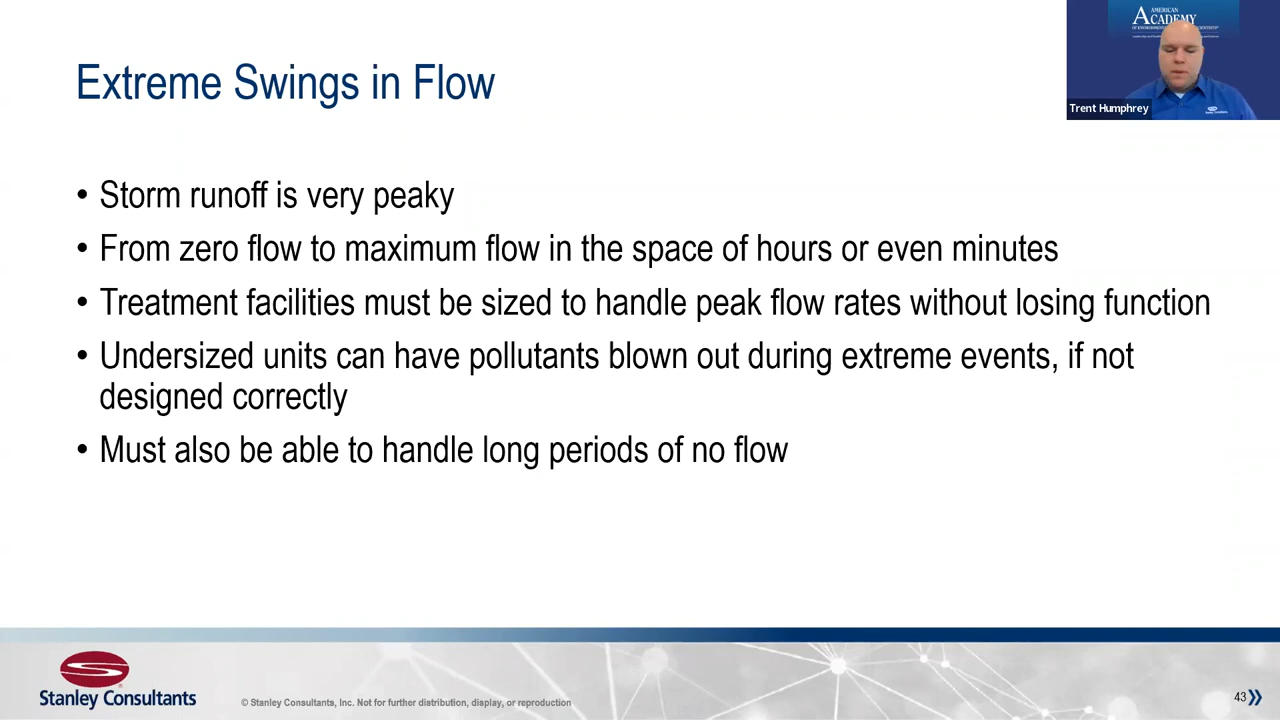 AMERICAN
ACADEMY
Trent Humphrey
Stanley Consultants
Extreme Swings in Flow
• Storm runoff is very peaky
• From zero flow to maximum flow in the space of hours or even minutes
• Treatment facilities must be sized to handle peak flow rates without losing function
• Undersized units can have pollutants blown out during extreme events, if not
designed correctly
• Must also be able to handle long periods of no flow
Stanley Consultants
© Stanley Consultants, Inc. Not for further distribution, display, or reproduction
43